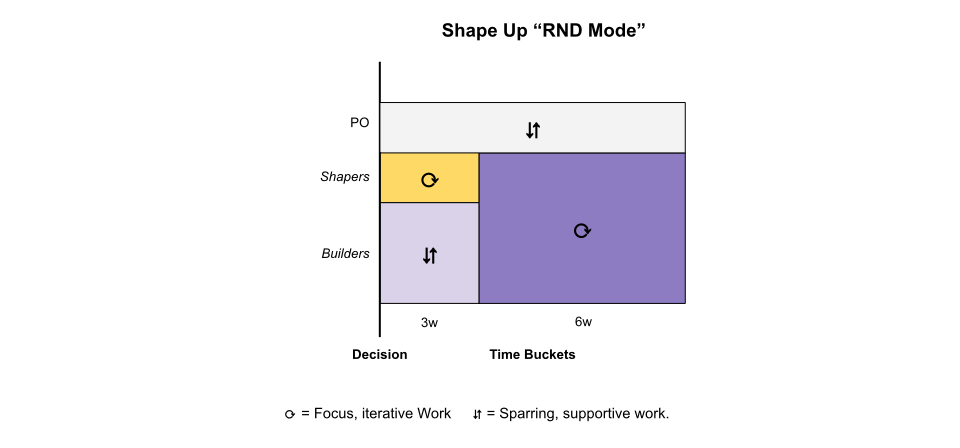 Shape Up “RND Mode”
PO
Shapers
Builders
3w 6w
Decision Time Buckets
⟳ = Focus, iterative Work ⇵ = Sparring, supportive work.